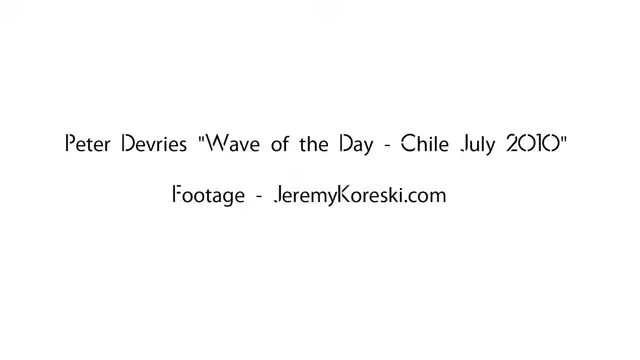 Peter Devries "Wave of the Day - Chile July 2010"
Footage - JeremyKoreski.com